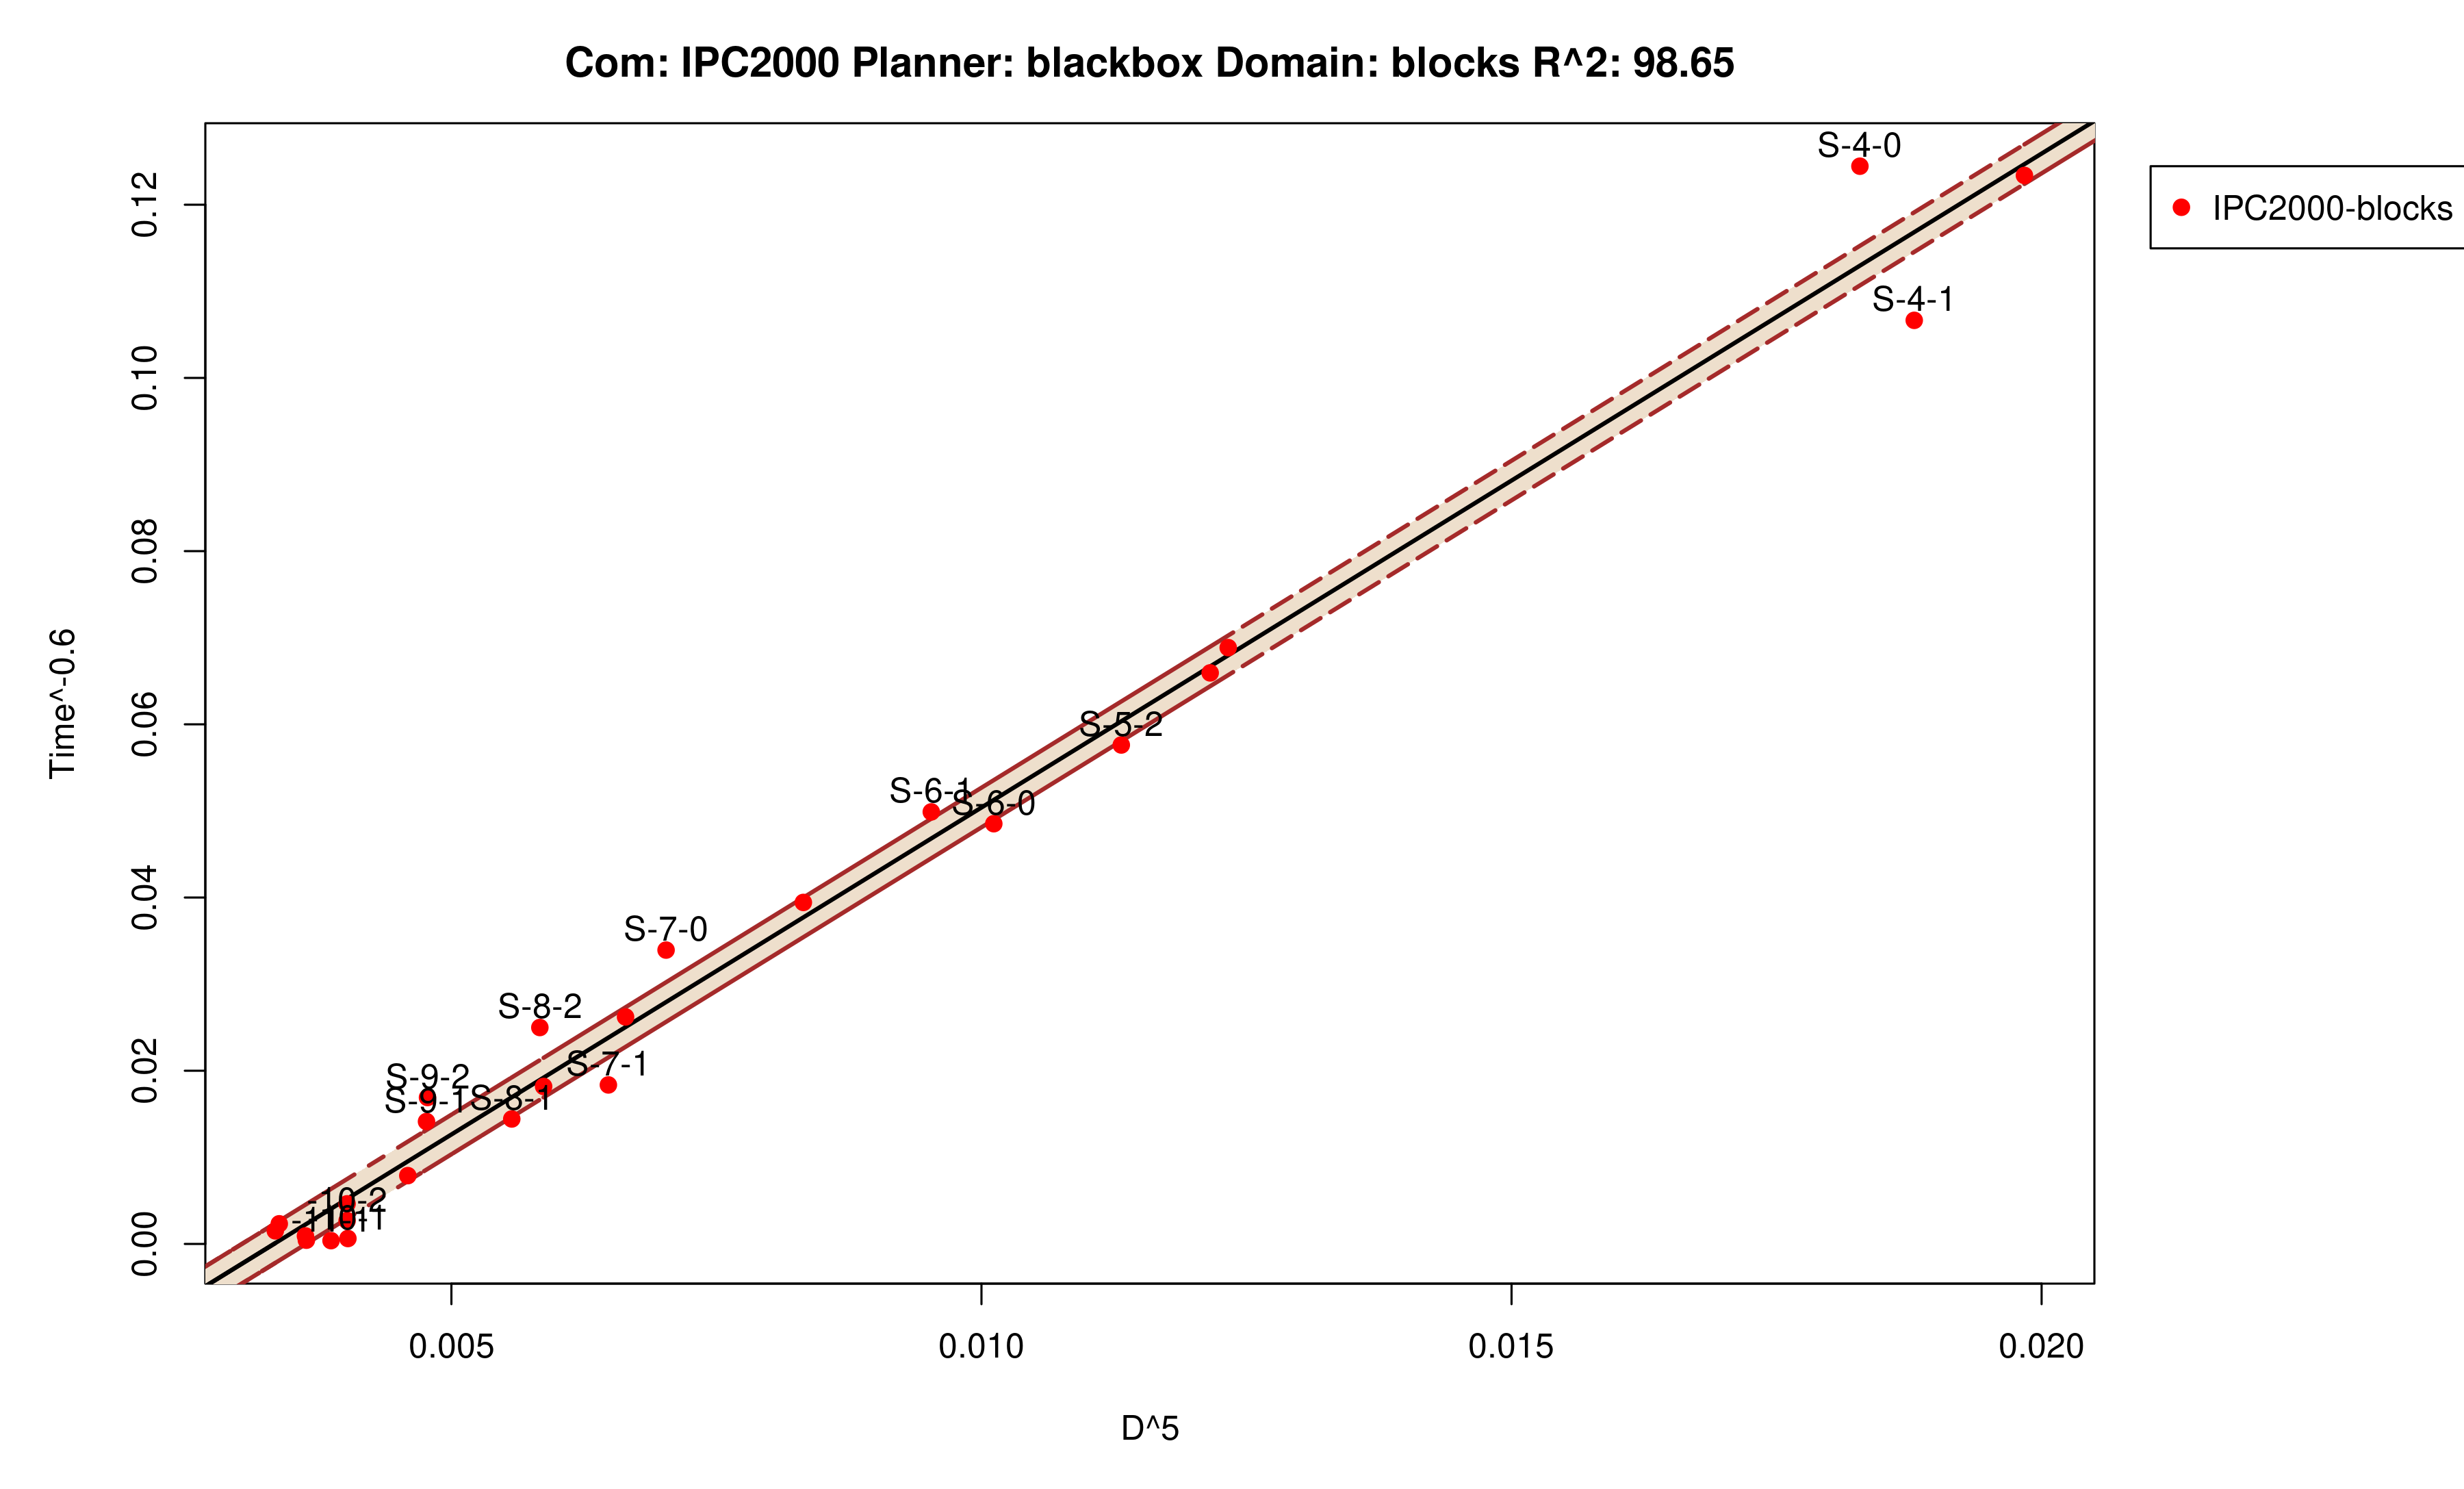 Com: IPC2000 Planner: blackbox Domain: blocks R^2: 98.65
IPC2000-blocks
Time^-0.6
0.12
0.10
0.08
0.06
0.04
0.02
0.00
S-4-0
S-4-1
S-5-2
S-6-1
S-6-0
S-7-0
S-8-2
S-7-1
S-9-2
S-9-1
S-8-1
-10-2
0.005
0.010
0.015
0.020
D^5